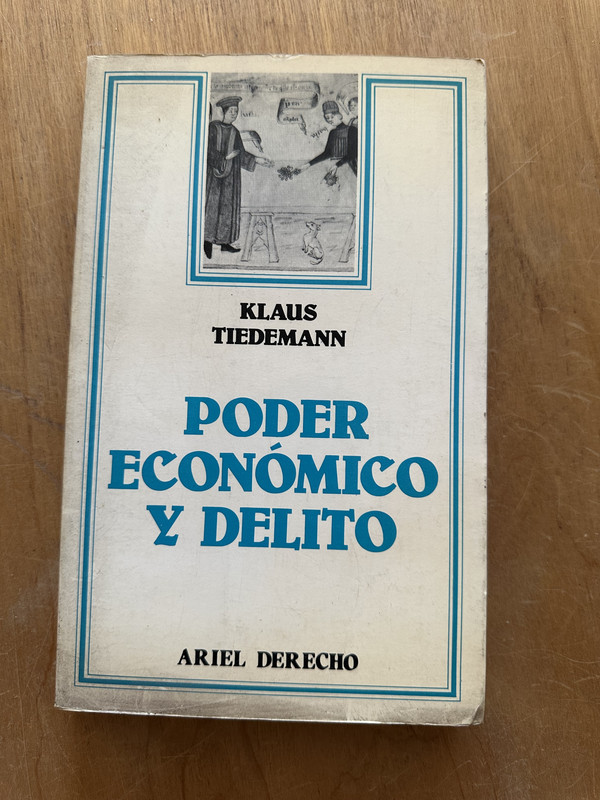 KLAUS
TIEDEMANN
PODER
ECONÓMICO
Y DELITO
ARIEL DERECHO